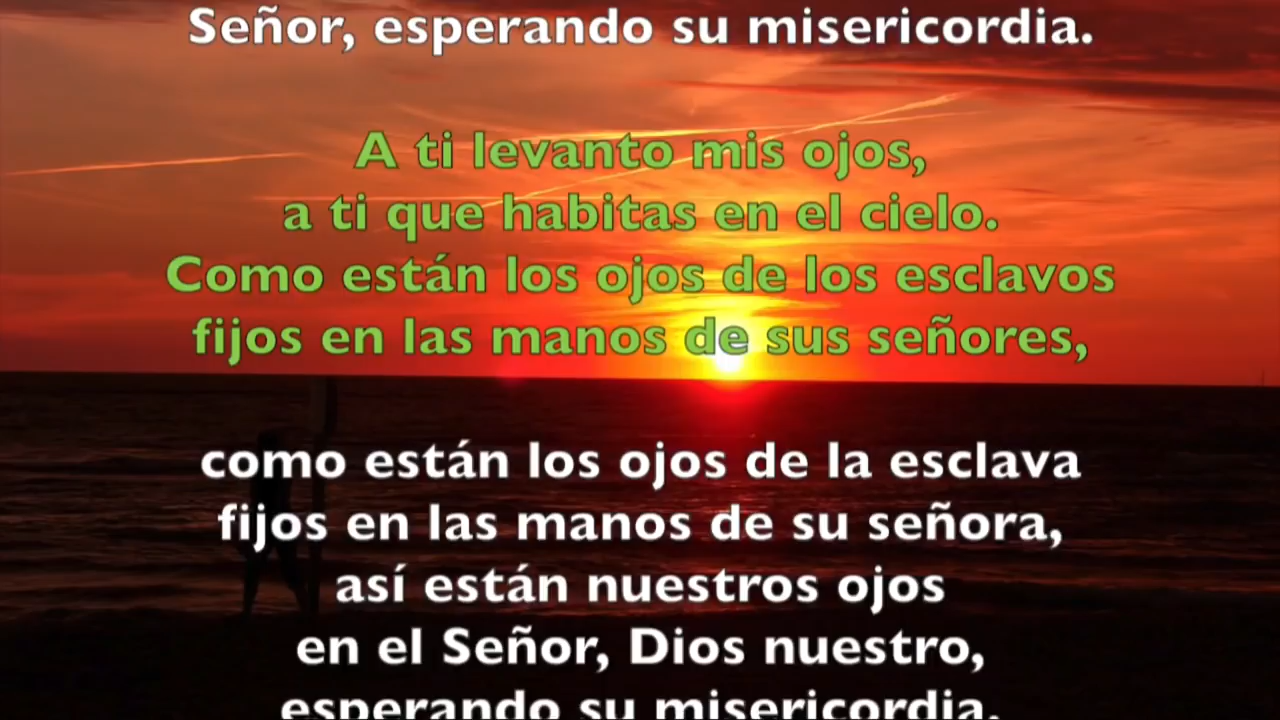 Señor, esperando su misericordia.
A ti levanto mis ojos,
a ti que habitas en el cielo.
Como están los ojos de los esclavos
fijos en las manos de sus señores,
como están los ojos de la esclava
fijos en las manos de su señora,
así están nuestros ojos
en el Señor, Dios nuestro,
esperando su misericordia.